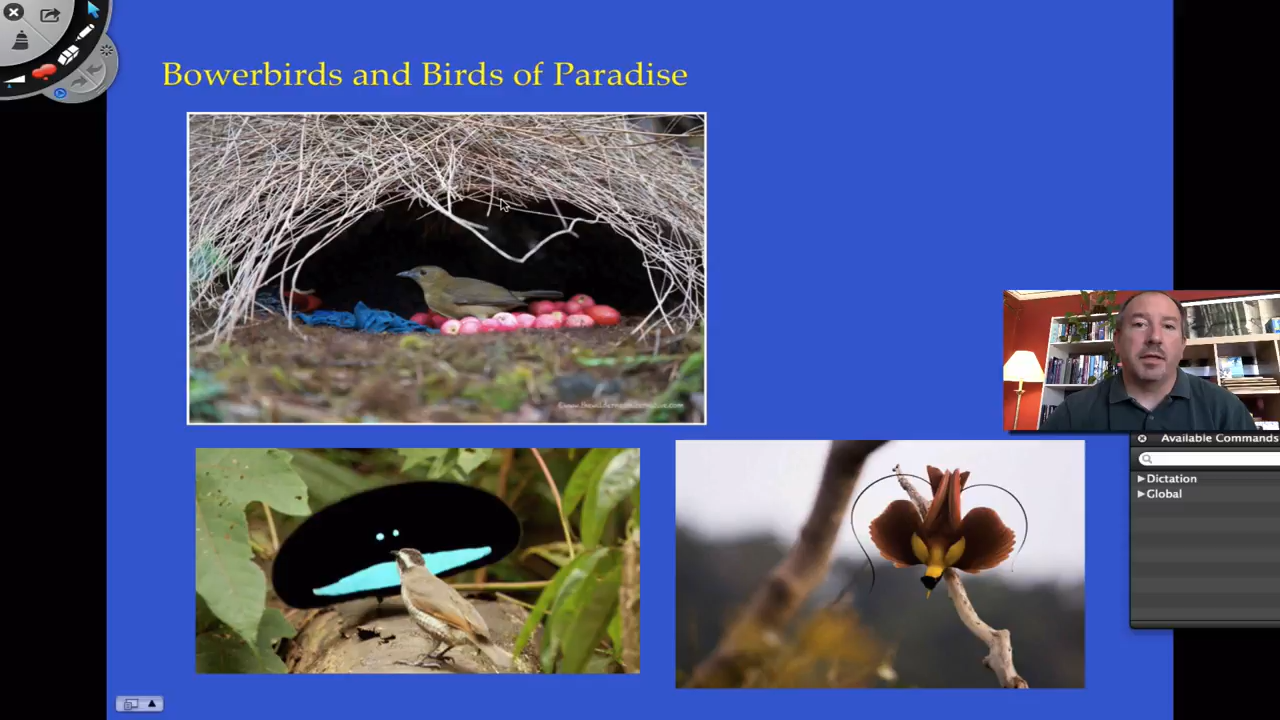 Bowerbirds and Birds of Paradise
Available Commands
Dictation
Global